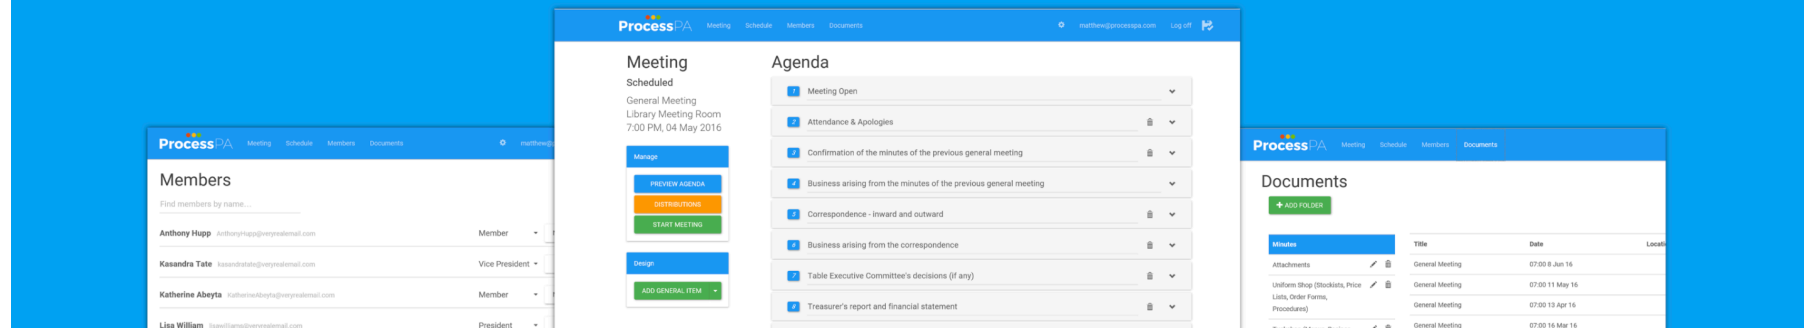 ProcessPA Meeting Schedule Members Documents matthew@processpa.com Log off
Meeting
Scheduled
General Meeting
Library Meeting Room
7:00 PM, 04 May 2016
Manage
PREVIEW AGENDA
DISTRIBUTIONS
START MEETING
Design
ADD GENERAL ITEM
Agenda
1 Meeting Open
2 Attendance & Apologies
3 Confirmation of the minutes of the previous general meeting
4 Business arising from the minutes of the previous general meeting
5 Correspondence - inward and outward
6 Business arising from the correspondence
7 Table Executive Committee's decisions (if any)
8 Treasurer's report and financial statement
ProcessPA Meeting Schedule Members Documents
Members
Find members by name...
Anthony Hupp AnthonyHupp@veryrealemail.com Member
Kasandra Tate kasandratate@veryrealemail.com Vice President
Katherine Abeyta KatherineAbeyta@veryrealemail.com Member
Lisa William lisawilliams@veryrealemail.com President
ProcessPA Meeting Schedule Members Documents
Documents
+ ADD FOLDER
Minutes
Attachments
Uniform Shop (Stockists, Price
Lists, Order Forms,
Procedures)
Title Date
General Meeting 07:00 8 Jun 16
General Meeting 07:00 11 May 16
General Meeting 07:00 13 Apr 16
General Meeting 07:00 16 Mar 16